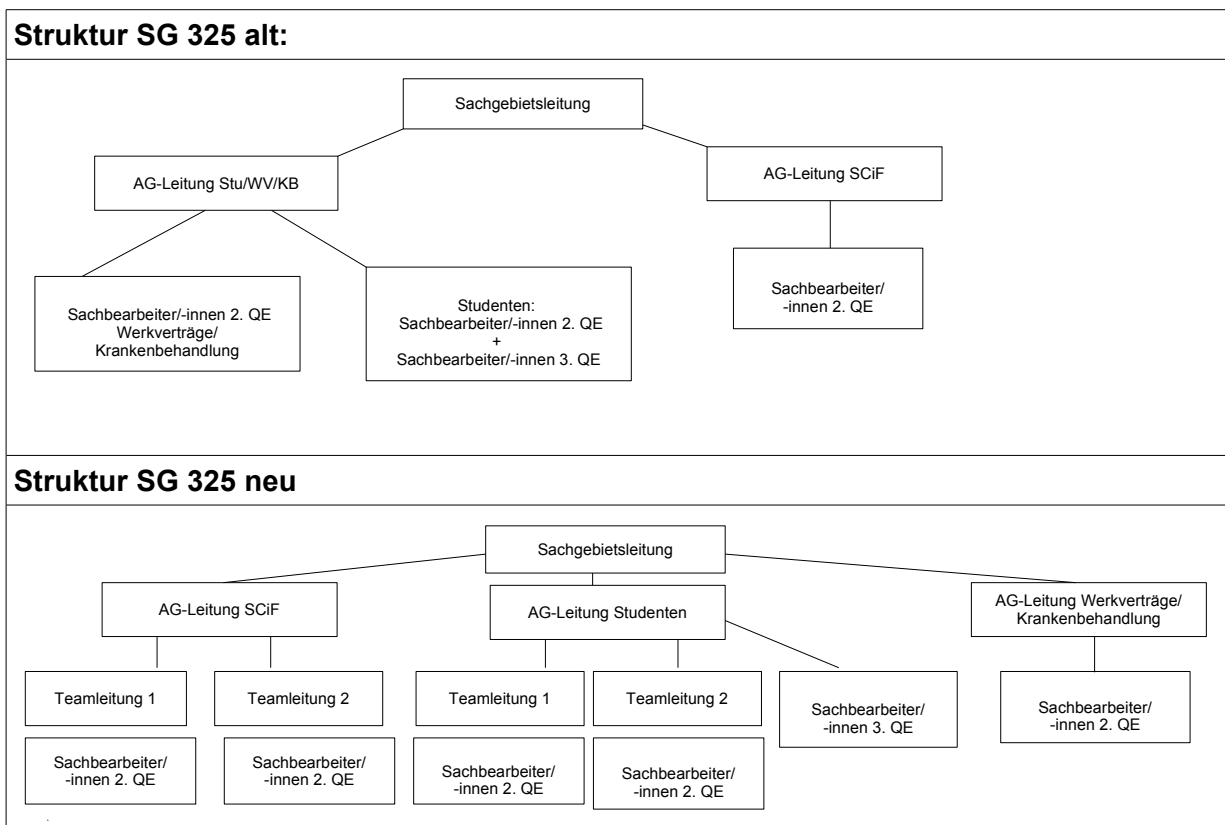 Struktur SG 325 alt:
Sachgebietsleitung
AG-Leitung Stu/WV/KB
AG-Leitung SCiF
Sachbearbeiter/-innen 2. QE
Werkverträge/
Krankenbehandlung
Studenten:
Sachbearbeiter/-innen 2. QE
+
Sachbearbeiter/-innen 3. QE
Sachbearbeiter/
-innen 2. QE
Struktur SG 325 neu
Sachgebietsleitung
AG-Leitung SCiF
AG-Leitung Studenten
AG-Leitung Werkverträge/
Krankenbehandlung
Teamleitung 1
Teamleitung 2
Teamleitung 1
Teamleitung 2
Sachbearbeiter/
-innen 3. QE
Sachbearbeiter/
-innen 2. QE
Sachbearbeiter/
-innen 2. QE
Sachbearbeiter/
-innen 2. QE
Sachbearbeiter/
-innen 2. QE
Sachbearbeiter/
-innen 2. QE